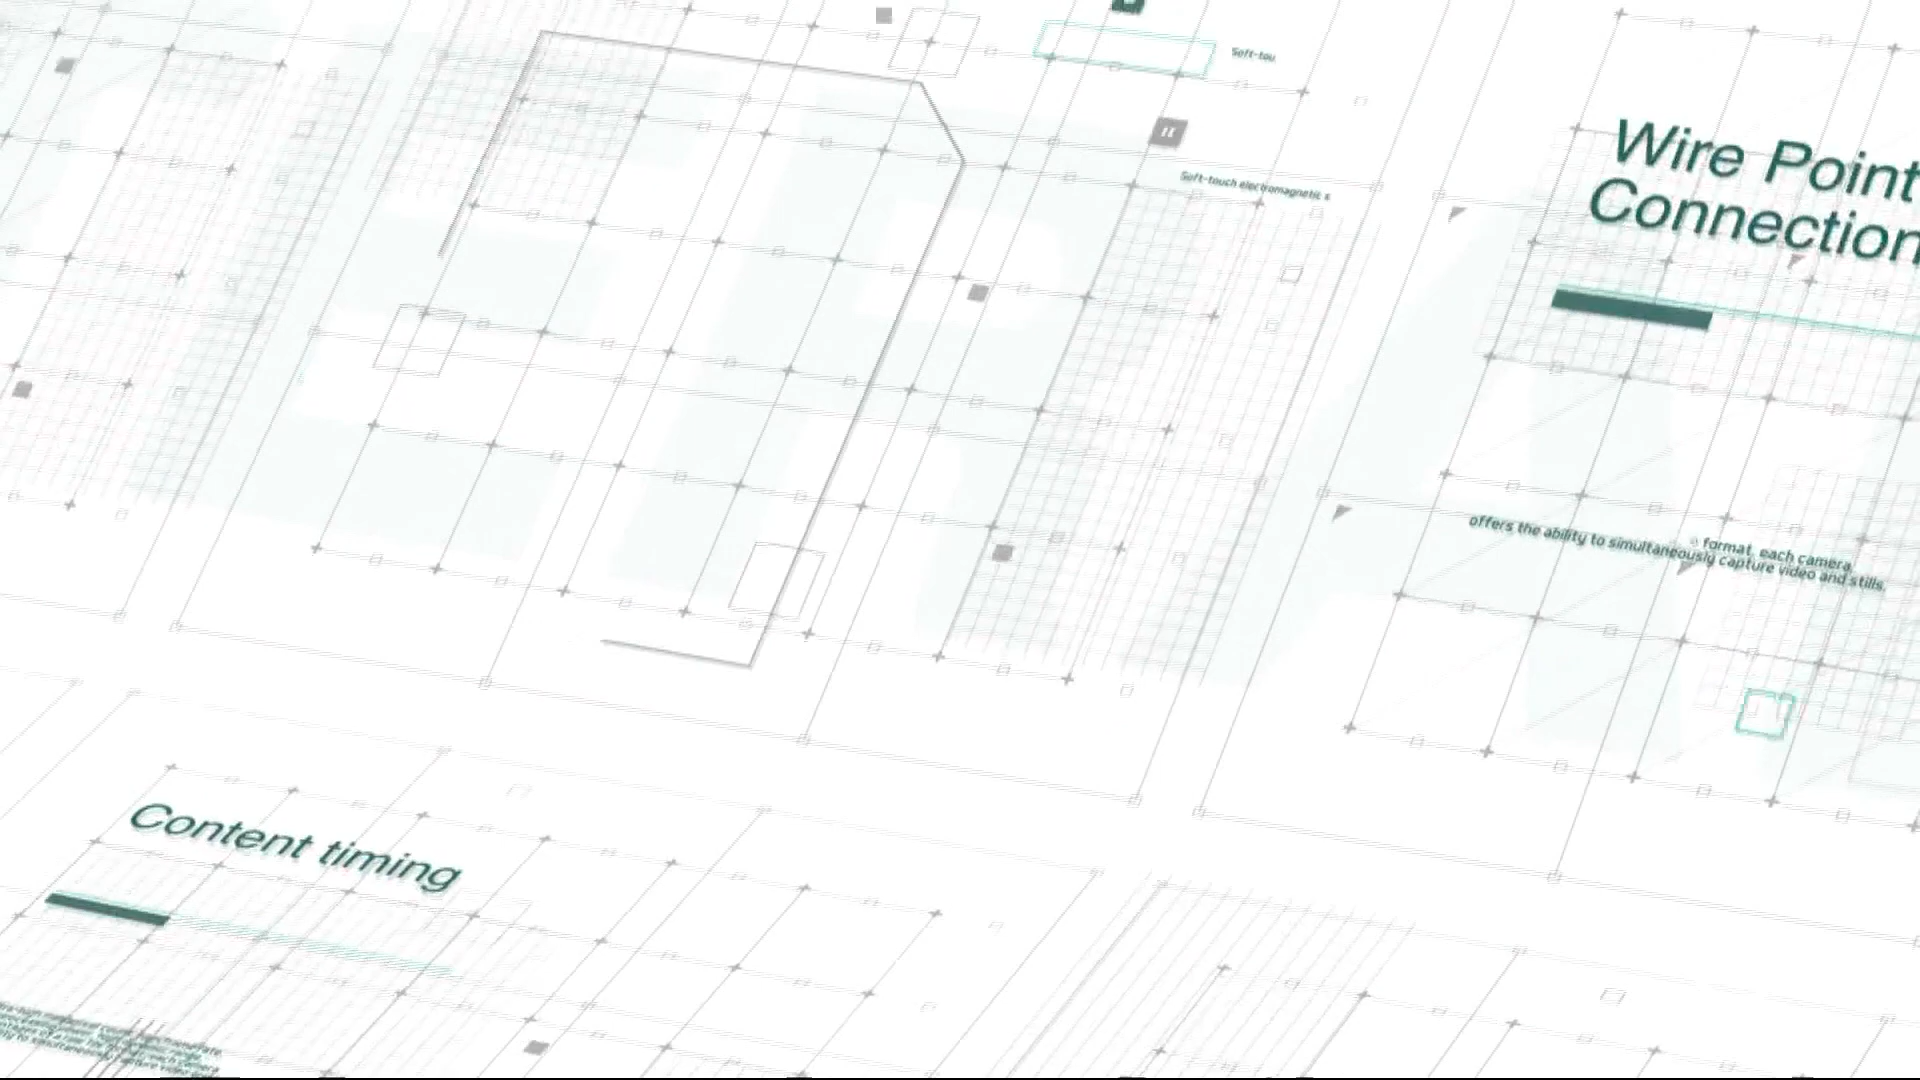 Soft-tou
Soft-touch electromagnetic s
Wire Point
Connection
format, each camera
offers the ability to simultaneously capture video and stills.
Content timing